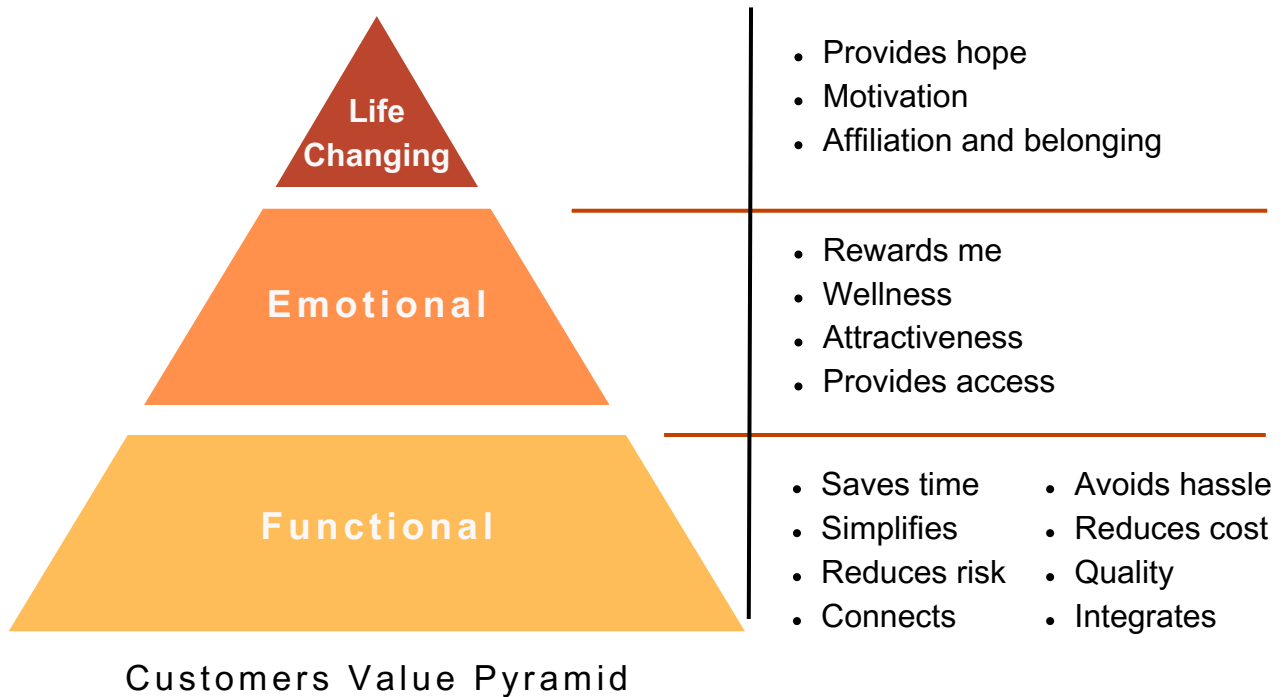 Life
Changing
Provides hope
Motivation
Affiliation and belonging
Emotional
Rewards me
Wellness
Attractiveness
Provides access
Functional
Saves time
Simplifies
Reduces risk
Connects
Avoids hassle
Reduces cost
Quality
Integrates
Customers Value Pyramid